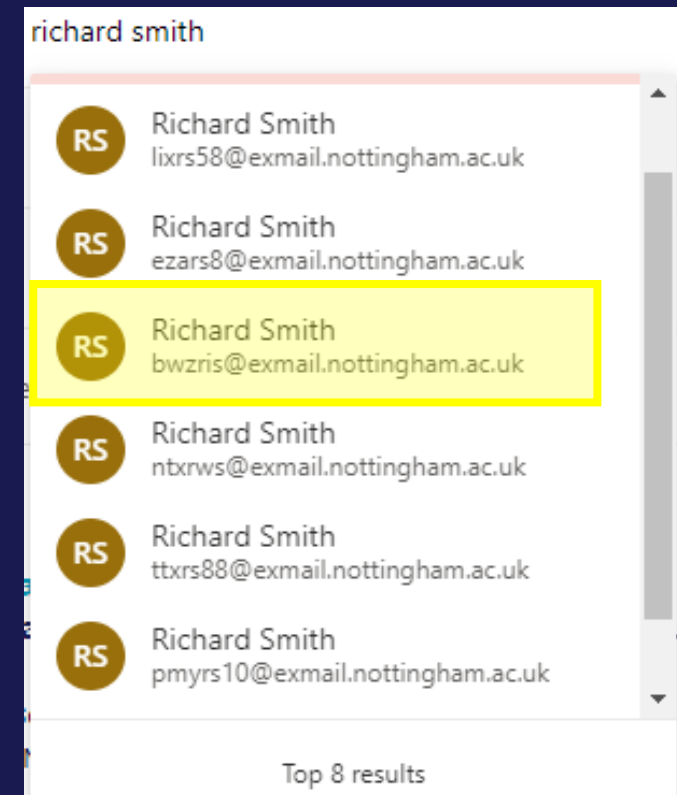 richard smith
RS
Richard Smith
lixrs58@exmail.nottingham.ac.uk
RS
Richard Smith
ezars8@exmail.nottingham.ac.uk
RS
Richard Smith
bwzris@exmail.nottingham.ac.uk
RS
Richard Smith
ntxrws@exmail.nottingham.ac.uk
RS
Richard Smith
ttxrs88@exmail.nottingham.ac.uk
RS
Richard Smith
pmyrs10@exmail.nottingham.ac.uk
Top 8 results